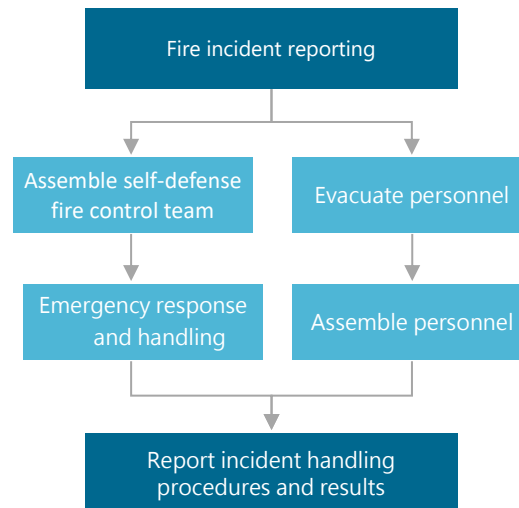 Fire incident reporting
Assemble self-defense
fire control team
Evacuate personnel
Emergency response
and handling
Assemble personnel
Report incident handling
procedures and results